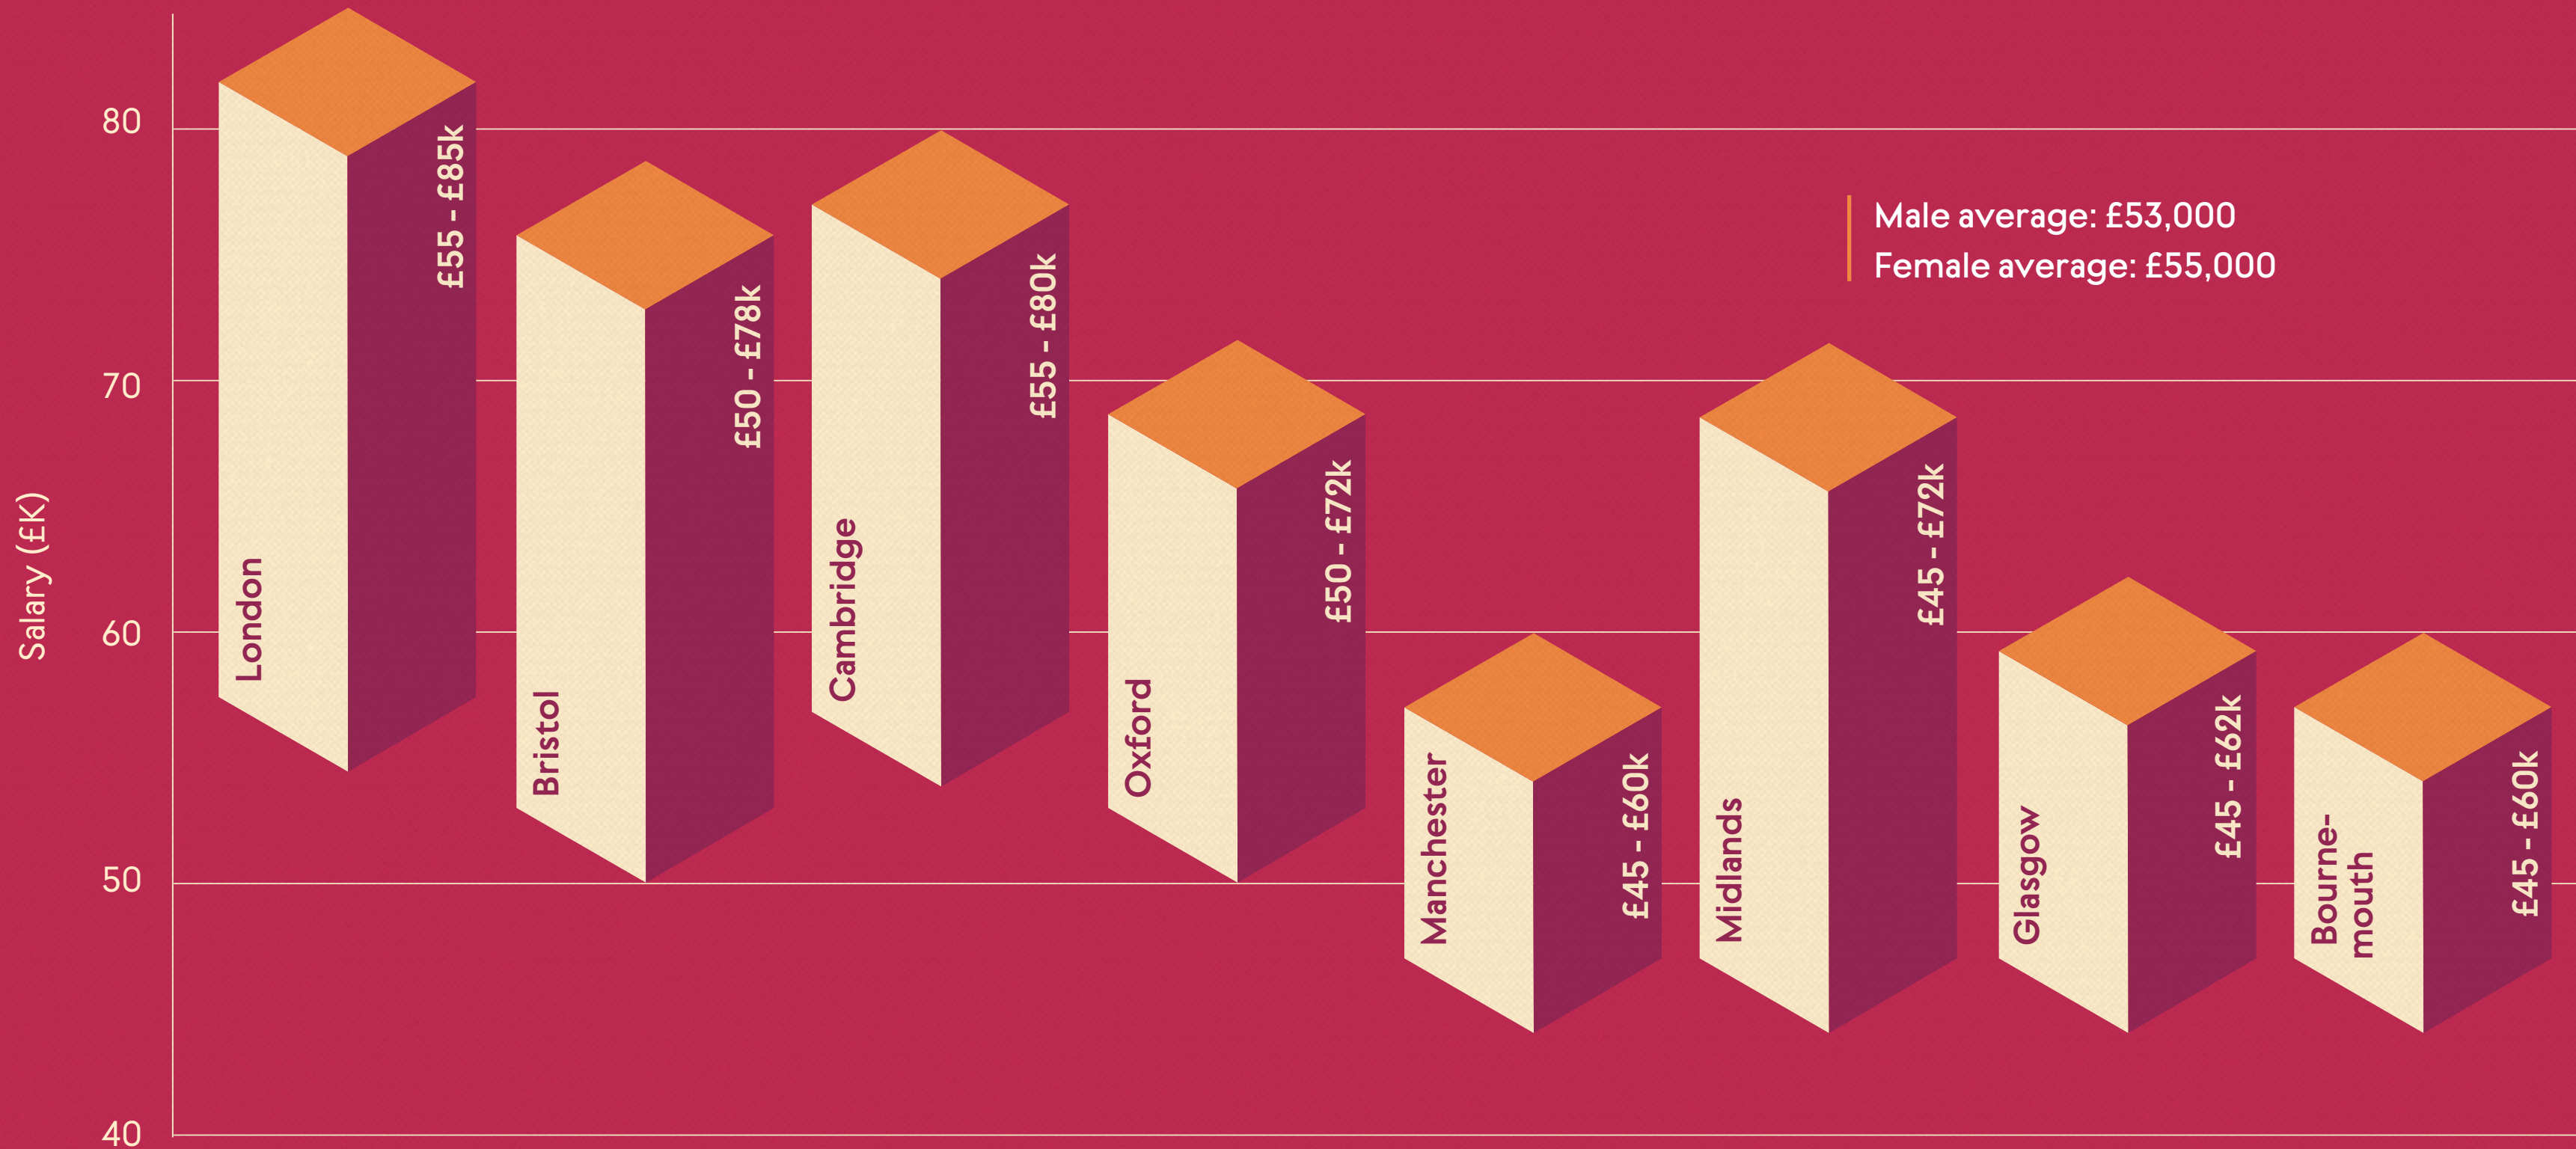 Salary (£K)
80
70
60
50
40
London
£55 - £85k
Bristol
£50 - £78k
Cambridge
£55 - £80k
Oxford
£50 - £72k
Manchester
£45 - £60k
Midlands
£45 - £72k
Glasgow
£45 - £62k
Bourne-
mouth
£45 - £60k
Male average: £53,000
Female average: £55,000